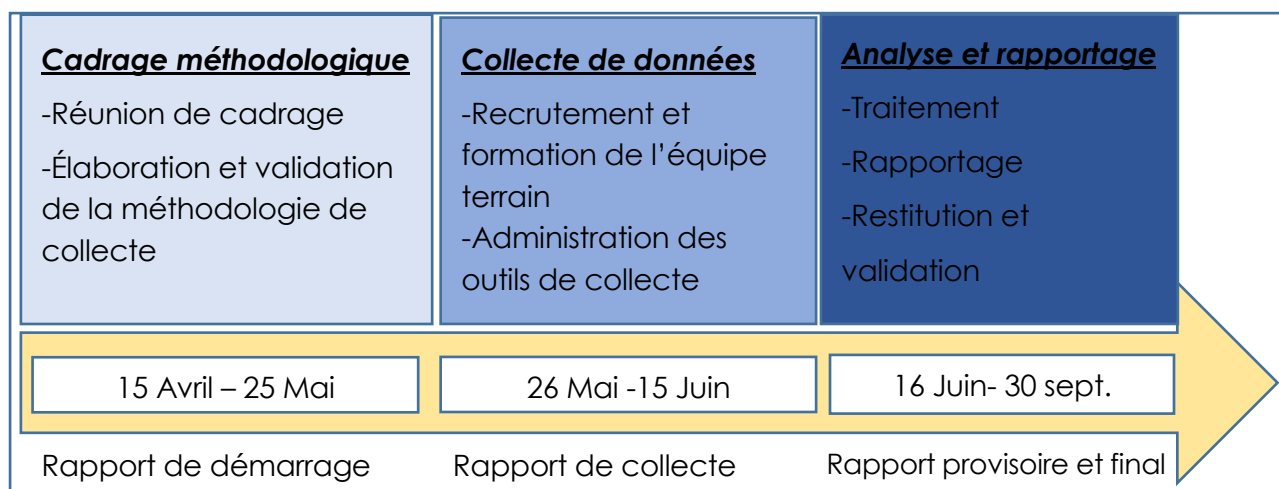 Cadrage méthodologique
-Réunion de cadrage
-Élaboration et validation
de la méthodologie de
collecte
Collecte de données
-Recrutement et
formation de l’équipe
terrain
-Administration des
outils de collecte
Analyse et rapportage
-Traitement
-Rapportage
-Restitution et
validation
15 Avril – 25 Mai
26 Mai -15 Juin
16 Juin- 30 sept.
Rapport de démarrage
Rapport de collecte
Rapport provisoire et final